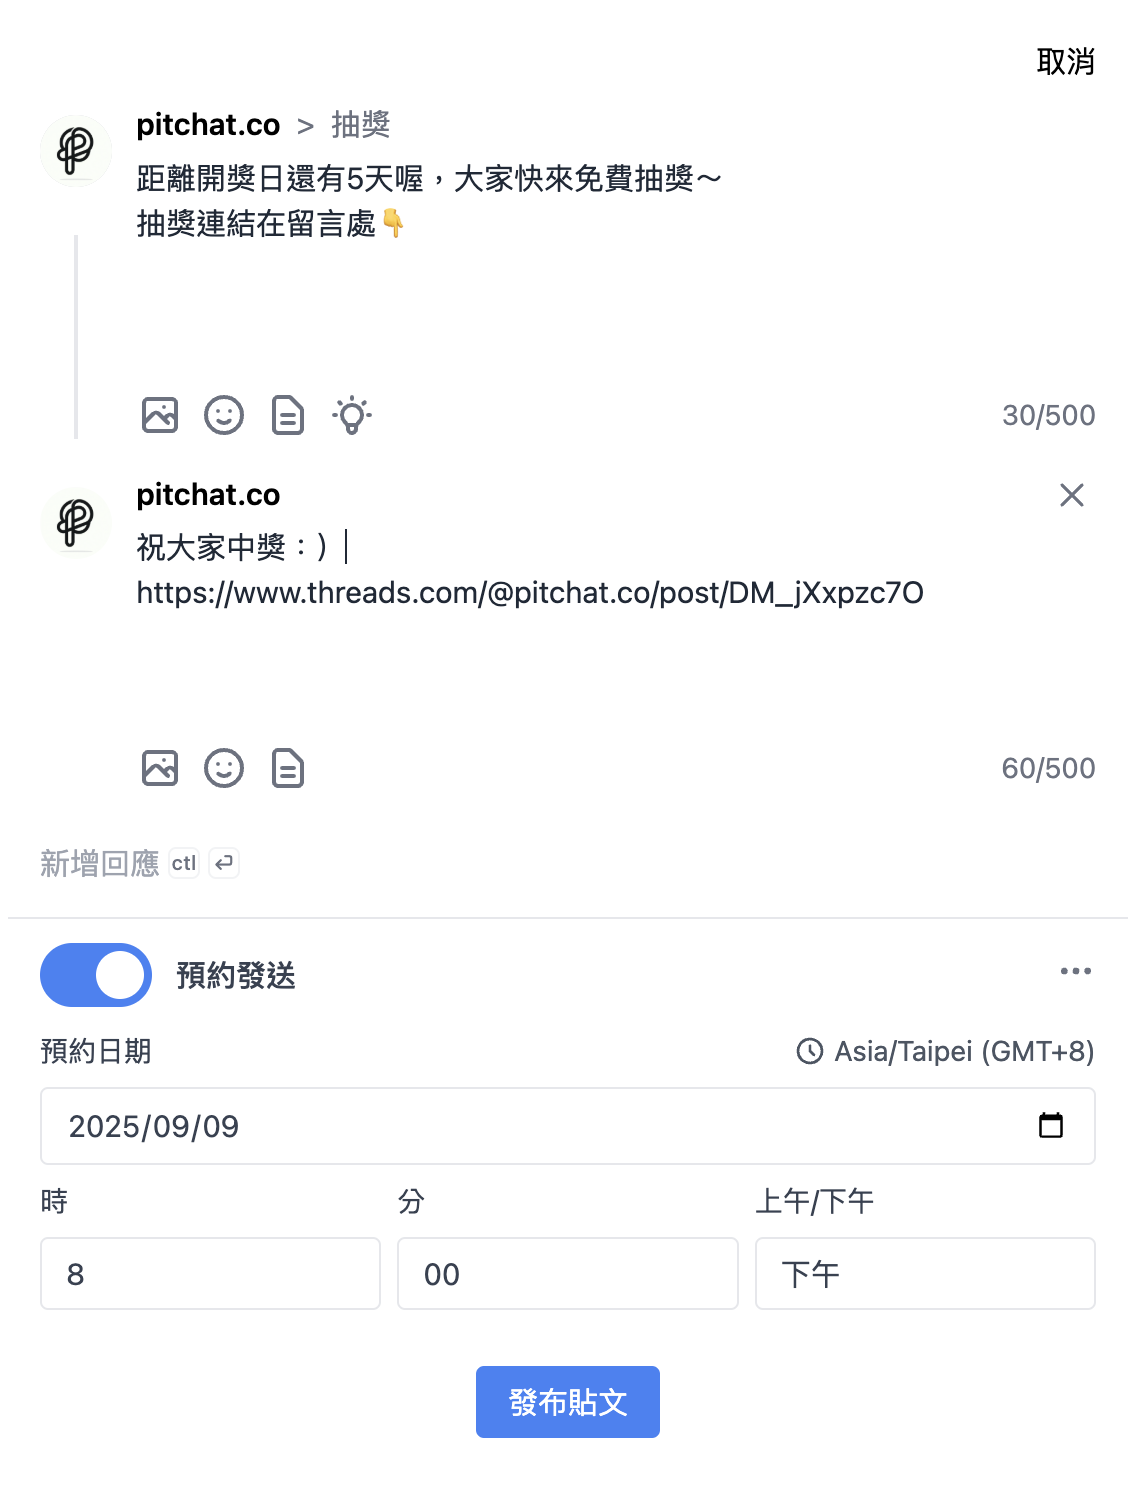 取消
pitchat.co > 抽獎
距離開獎日還有5天喔，大家快來免費抽獎～
抽獎連結在留言處👇
30/500
pitchat.co
祝大家中獎：）
https://www.threads.com/@pitchat.co/post/DM_jXxpzc7O
60/500
新增回應 ctl ↵
預約發送
預約日期
Asia/Taipei (GMT+8)
2025/09/09
時 分 上午/下午
8 00 下午
發布貼文